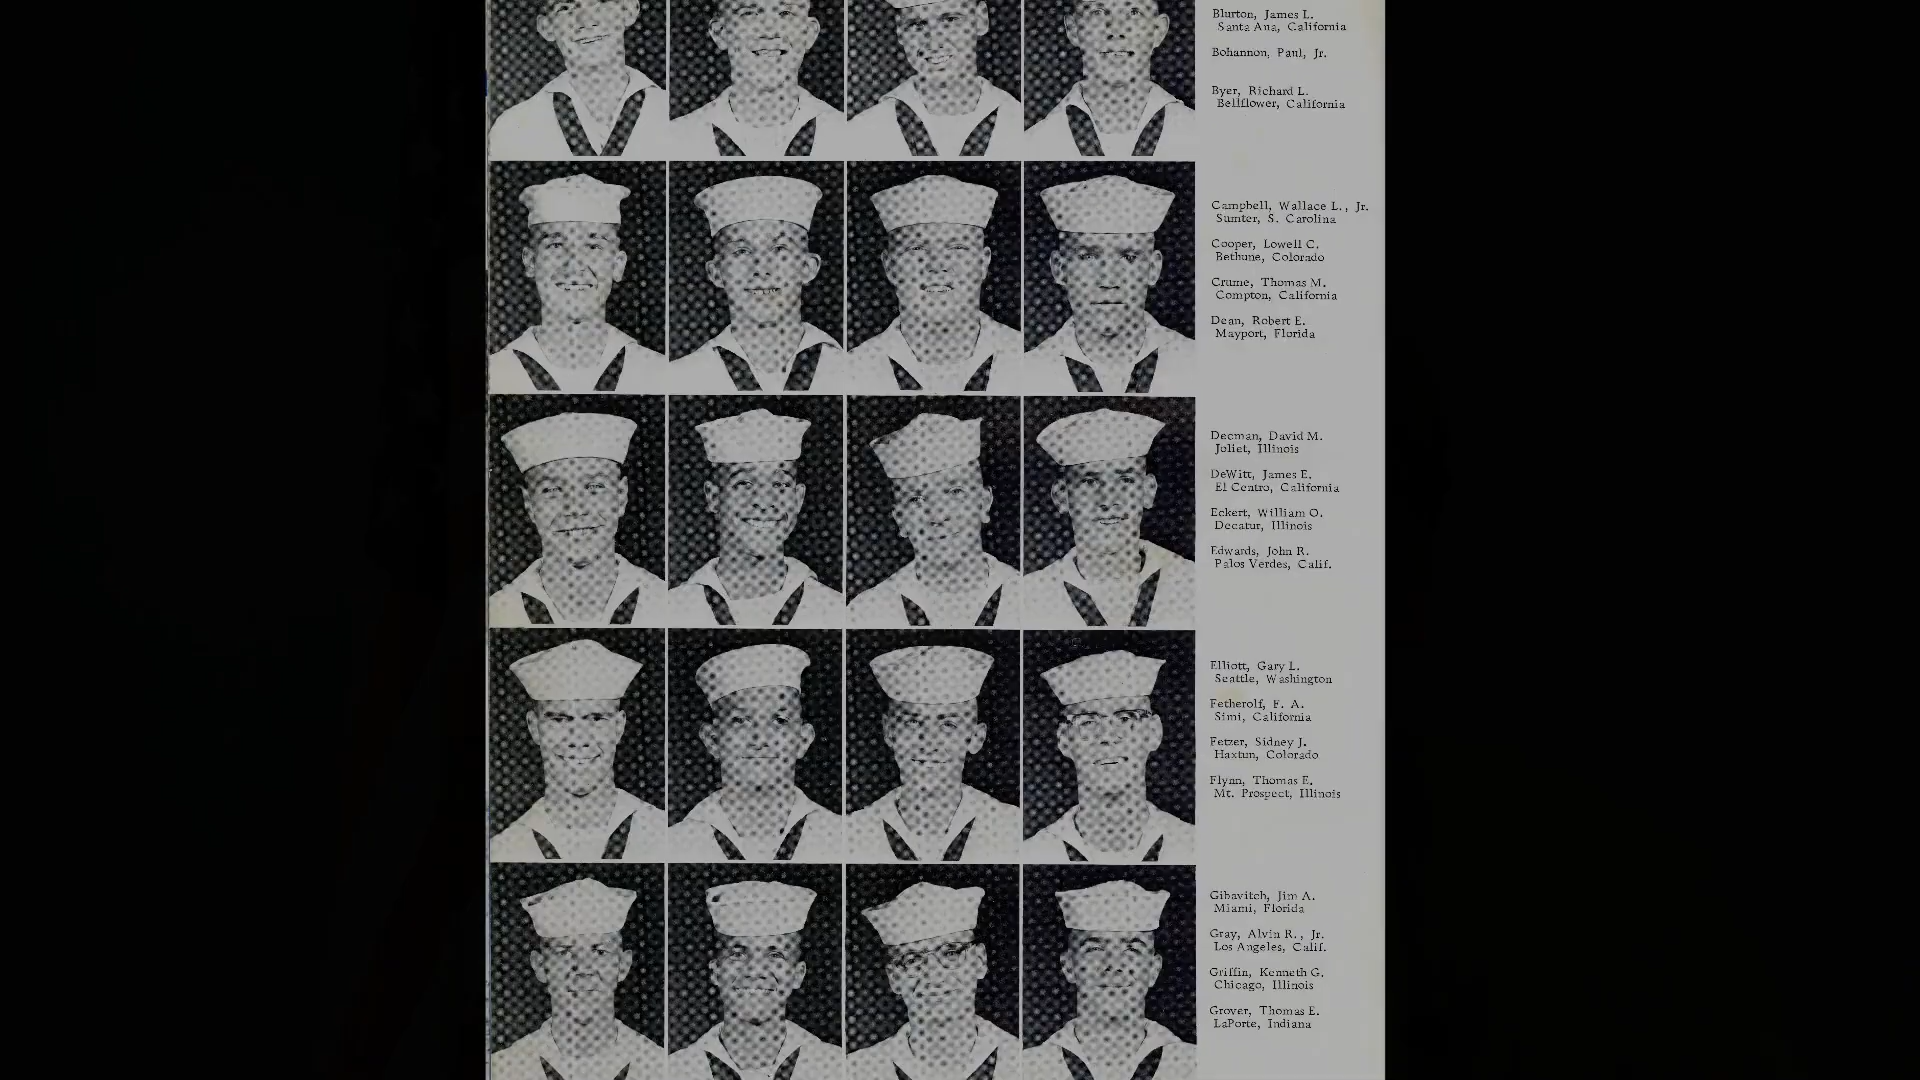 Blurton, James L.
Santa Ana, California
Bohannon, Paul, Jr.
Byer, Richard L.
Bellflower, California
Campbell, Wallace L., Jr.
Sumter, S. Carolina
Cooper, Lowell C.
Bethune, Colorado
Crume, Thomas M.
Compton, California
Dean, Robert E.
Mayport, Florida
Decman, David M.
Joliet, Illinois
DeWitt, James E.
El Centro, California
Eckert, William O.
Decatur, Illinois
Edwards, John R.
Palos Verdes, Calif.
Elliott, Gary L.
Seattle, Washington
Fetherolf, F. A.
Simi, California
Fetzer, Sidney J.
Haxtun, Colorado
Flynn, Thomas E.
Mt. Prospect, Illinois
Gibavitch, Jim A.
Miami, Florida
Gray, Alvin R., Jr.
Los Angeles, Calif.
Griffin, Kenneth G.
Chicago, Illinois
Grover, Thomas E.
LaPorte, Indiana